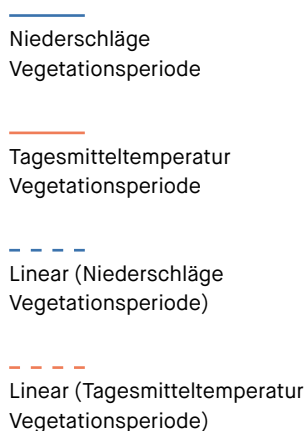 Niederschläge
Vegetationsperiode
Tagesmitteltemperatur
Vegetationsperiode
Linear (Niederschläge
Vegetationsperiode)
Linear (Tagesmitteltemperatur
Vegetationsperiode)